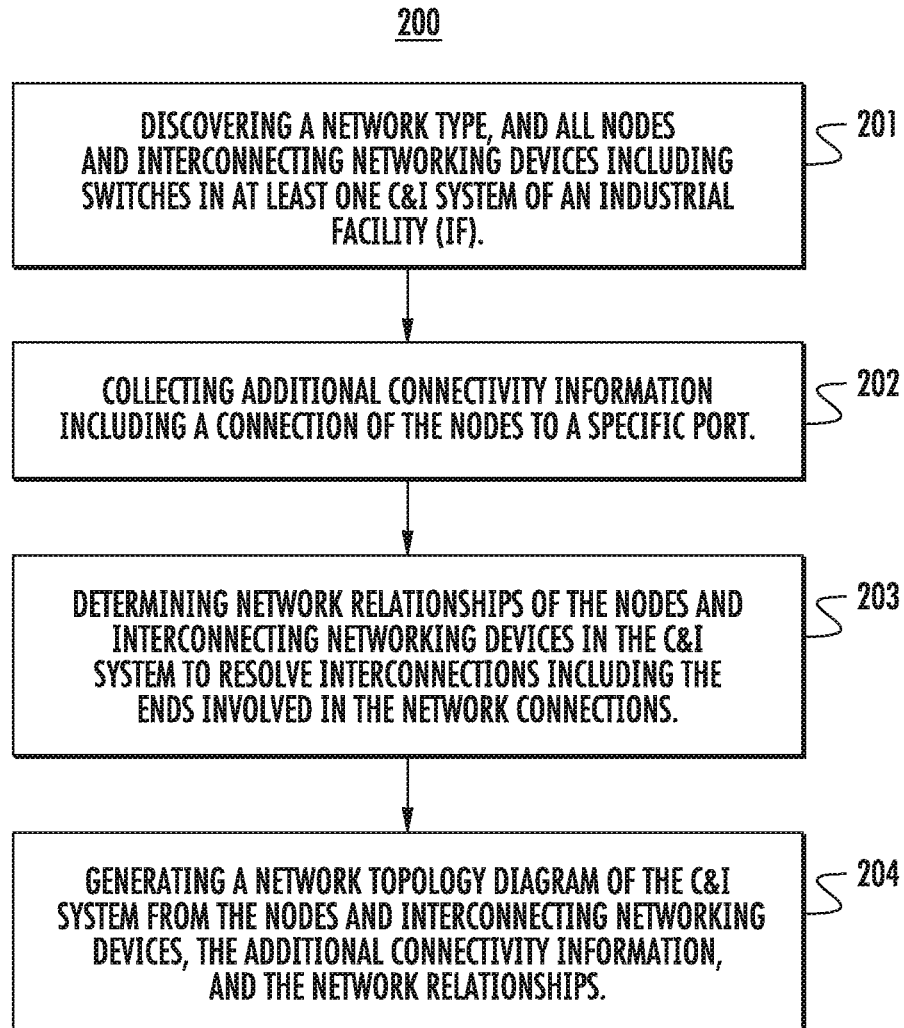 200
DISCOVERING A NETWORK TYPE, AND ALL NODES
AND INTERCONNECTING NETWORKING DEVICES INCLUDING
SWITCHES IN AT LEAST ONE C&I SYSTEM OF AN INDUSTRIAL
FACILITY (IF).
201
COLLECTING ADDITIONAL CONNECTIVITY INFORMATION
INCLUDING A CONNECTION OF THE NODES TO A SPECIFIC PORT.
202
DETERMINING NETWORK RELATIONSHIPS OF THE NODES AND
INTERCONNECTING NETWORKING DEVICES IN THE C&I
SYSTEM TO RESOLVE INTERCONNECTIONS INCLUDING THE
ENDS INVOLVED IN THE NETWORK CONNECTIONS.
203
GENERATING A NETWORK TOPOLOGY DIAGRAM OF THE C&I
SYSTEM FROM THE NODES AND INTERCONNECTING NETWORKING
DEVICES, THE ADDITIONAL CONNECTIVITY INFORMATION,
AND THE NETWORK RELATIONSHIPS.
204